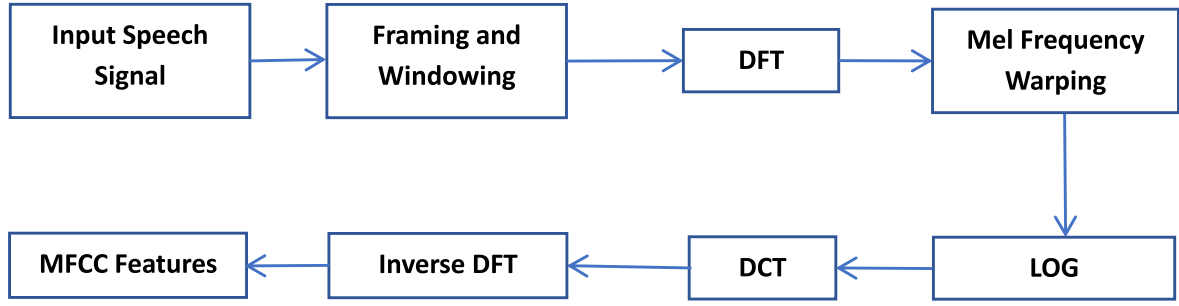 Input Speech
Signal
Framing and
Windowing
DFT
Mel Frequency
Warping
LOG
DCT
Inverse DFT
MFCC Features